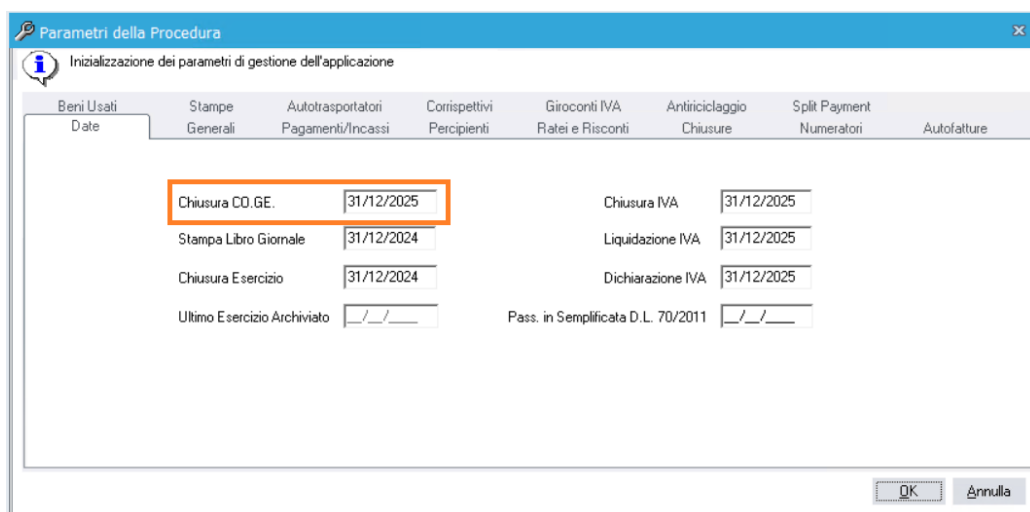 Parametri della Procedura
Inizializzazione dei parametri di gestione dell'applicazione
Beni Usati Stampe Autotrasportatori Corrispettivi Giroconti IVA Antiriciclaggio Split Payment
Date Generali Pagamenti/Incassi Percipienti Ratei e Risconti Chiusure Numeratori Autofatture
Chiusura CO.GE. 31/12/2025 Chiusura IVA 31/12/2025
Stampa Libro Giornale 31/12/2024 Liquidazione IVA 31/12/2025
Chiusura Esercizio 31/12/2024 Dichiarazione IVA 31/12/2025
Ultimo Esercizio Archiviato __/__/____ Pass. in Semplificata D.L. 70/2011 __/__/____
OK Annulla